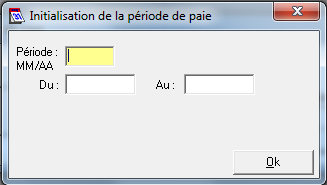 Initialisation de la période de paie
Période :
MM/AA
Du : Au :
Ok